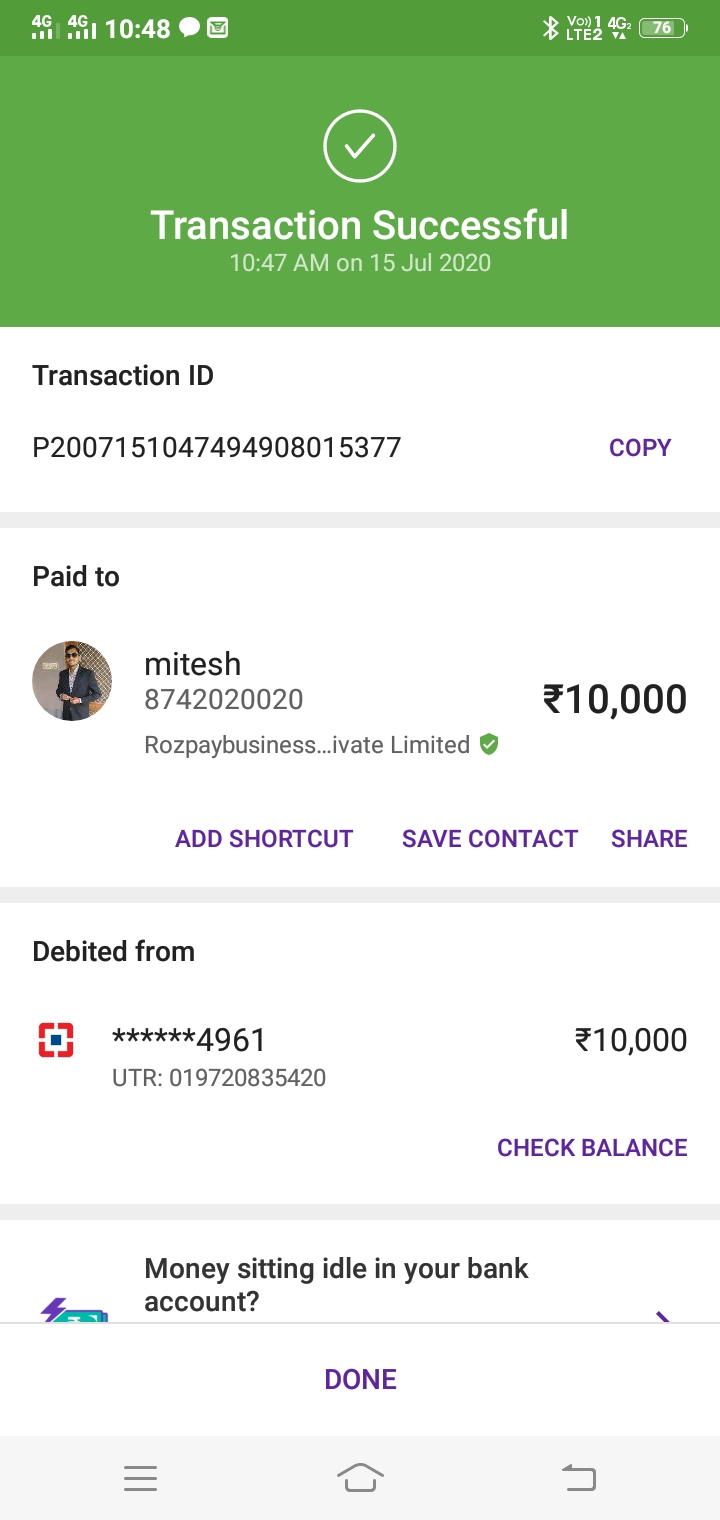 4G 4G 10:48 Vo)) 1 LTE2 4G2 76
Transaction Successful
10:47 AM on 15 Jul 2020
Transaction ID
P2007151047494908015377 COPY
Paid to
mitesh
8742020020 ₹10,000
Rozpaybusiness...ivate Limited
ADD SHORTCUT SAVE CONTACT SHARE
Debited from
******4961 ₹10,000
UTR: 019720835420
CHECK BALANCE
Money sitting idle in your bank
account?
DONE